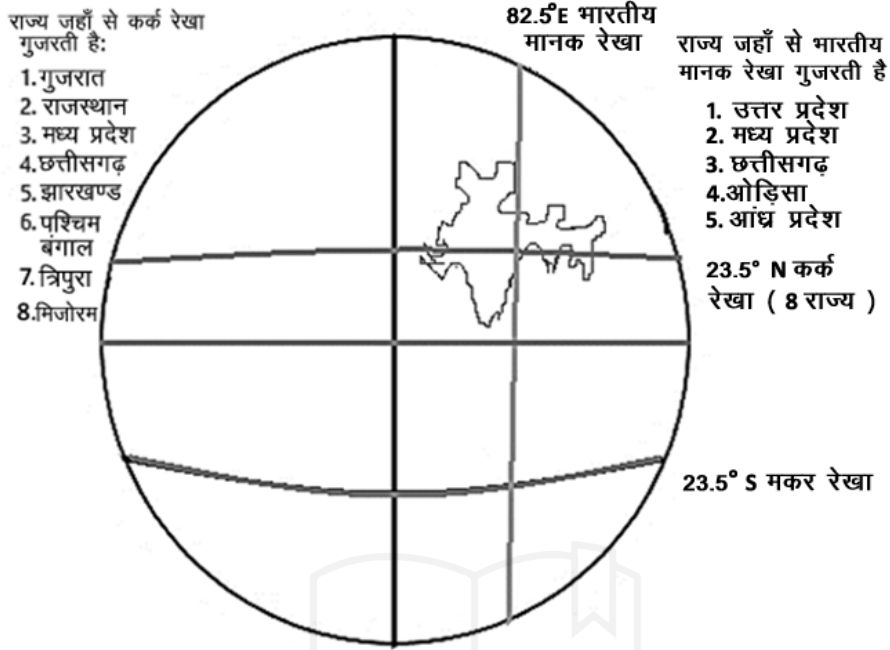 राज्य जहाँ से कर्क रेखा
गुजरती है:
1.गुजरात
2. राजस्थान
3. मध्य प्रदेश
4.छत्तीसगढ़
5. झारखण्ड
6. पश्चिम
बंगाल
7. त्रिपुरा
8.मिजोरम
82.5°E भारतीय
मानक रेखा
राज्य जहाँ से भारतीय
मानक रेखा गुजरती है
1. उत्तर प्रदेश
2. मध्य प्रदेश
3. छत्तीसगढ़
4.ओड़िसा
5. आंध्र प्रदेश
23.5° N कर्क
रेखा ( 8 राज्य )
23.5° S मकर रेखा